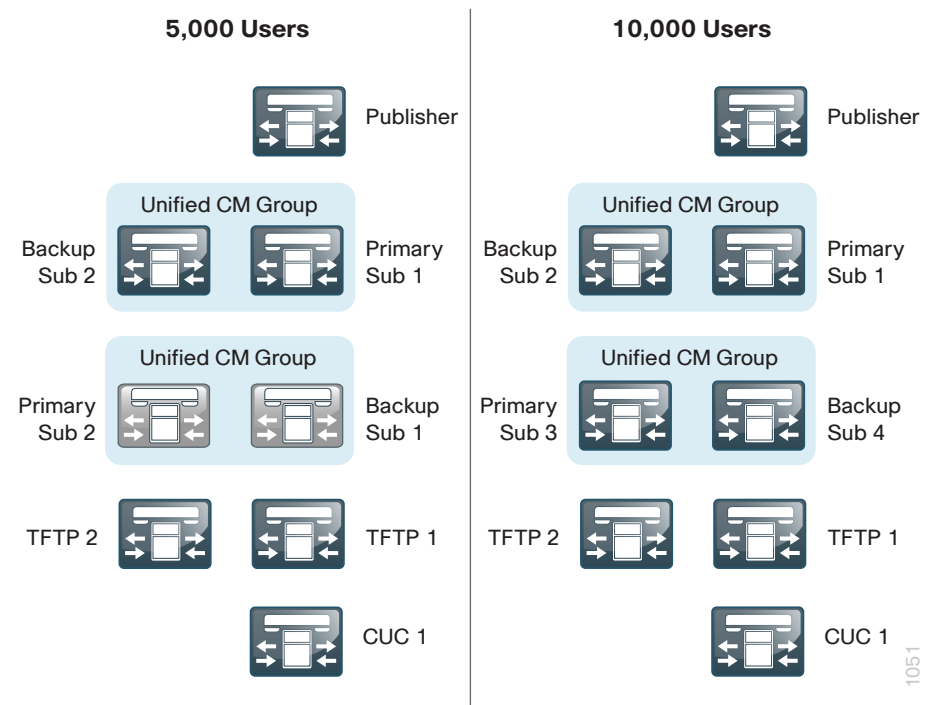 5,000 Users
Publisher
Unified CM Group
Backup
Sub 2
Primary
Sub 1
Unified CM Group
Primary
Sub 2
Backup
Sub 1
TFTP 2
TFTP 1
CUC 1
10,000 Users
Publisher
Unified CM Group
Backup
Sub 2
Primary
Sub 1
Unified CM Group
Primary
Sub 3
Backup
Sub 4
TFTP 2
TFTP 1
CUC 1
1051